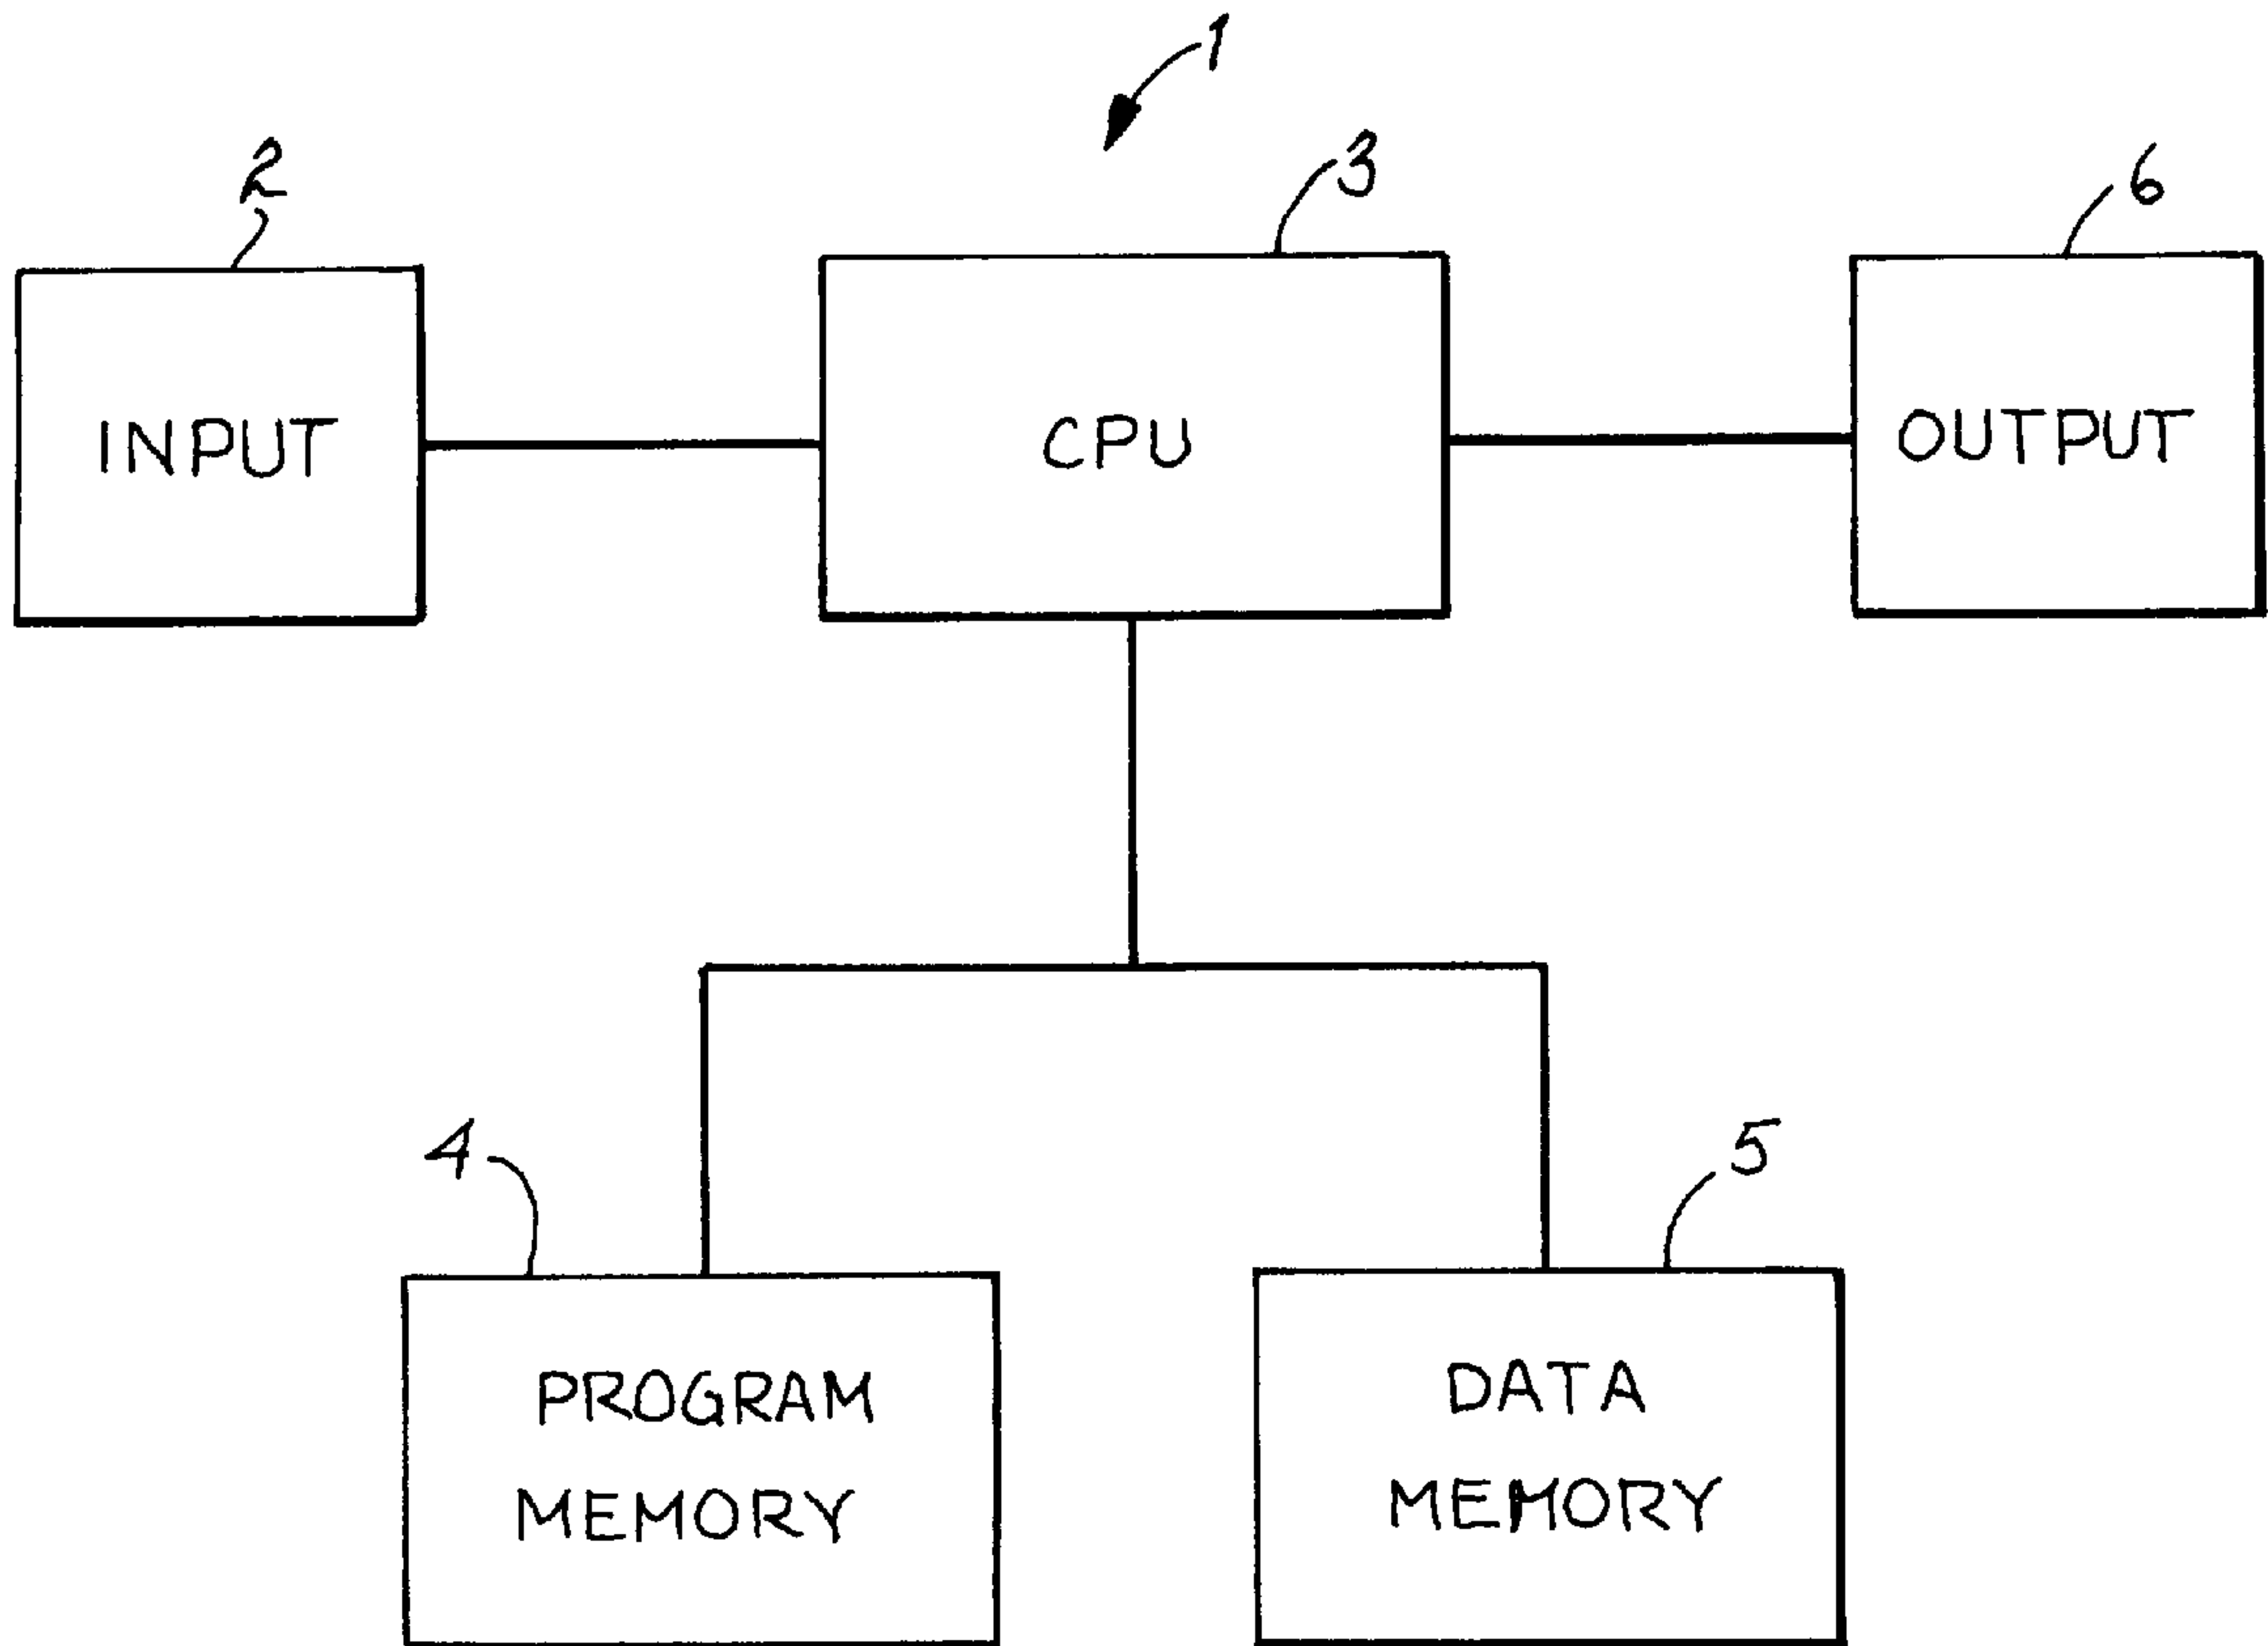 1
2
3
6
INPUT
CPU
OUTPUT
4
5
PROGRAM
MEMORY
DATA
MEMORY